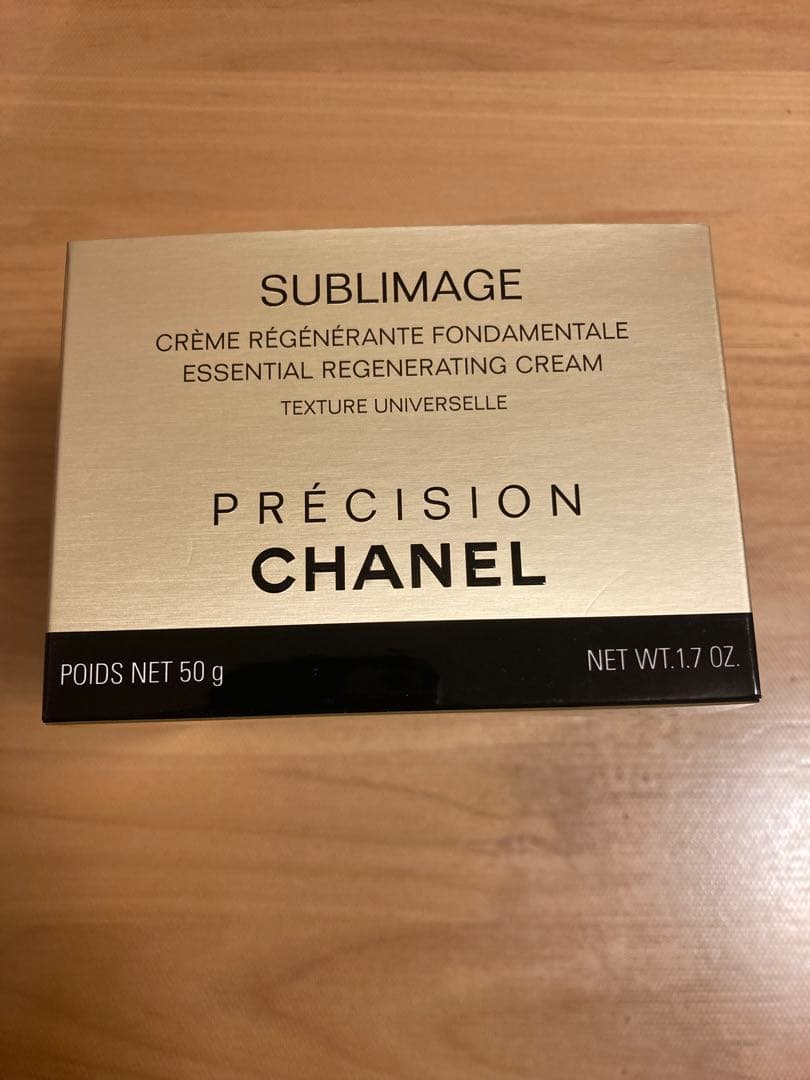 SUBLIMAGE
CRÈME RÉGÉNÉRANTE FONDAMENTALE
ESSENTIAL REGENERATING CREAM
TEXTURE UNIVERSELLE
PRÉCISION
CHANEL
POIDS NET 50 g
NET WT.1.7 OZ.